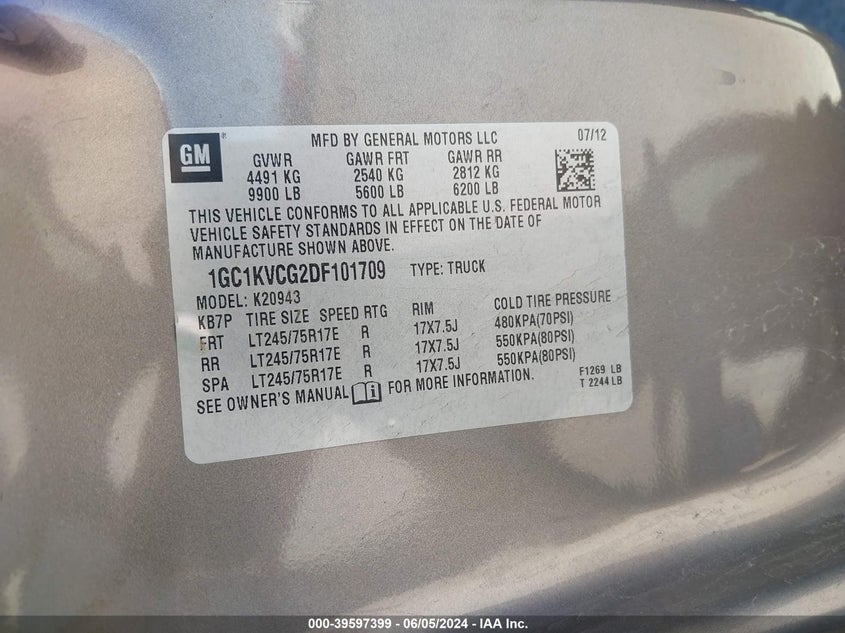 GM ®
MFD BY GENERAL MOTORS LLC 07/12
GVWR GAWR FRT GAWR RR
4491 KG 2540 KG 2812 KG
9900 LB 5600 LB 6200 LB
THIS VEHICLE CONFORMS TO ALL APPLICABLE U.S. FEDERAL MOTOR
VEHICLE SAFETY STANDARDS IN EFFECT ON THE DATE OF
MANUFACTURE SHOWN ABOVE.
1GC1KVCG2DF101709 TYPE: TRUCK
MODEL: K20943
KB7P TIRE SIZE SPEED RTG RIM COLD TIRE PRESSURE
FRT LT245/75R17E R 17X7.5J 480KPA(70PSI)
RR LT245/75R17E R 17X7.5J 550KPA(80PSI)
SPA LT245/75R17E R 17X7.5J 550KPA(80PSI)
SEE OWNER'S MANUAL FOR MORE INFORMATION.
F1269 LB
T 2244 LB
000-39597399 - 06/05/2024 - IAA Inc.